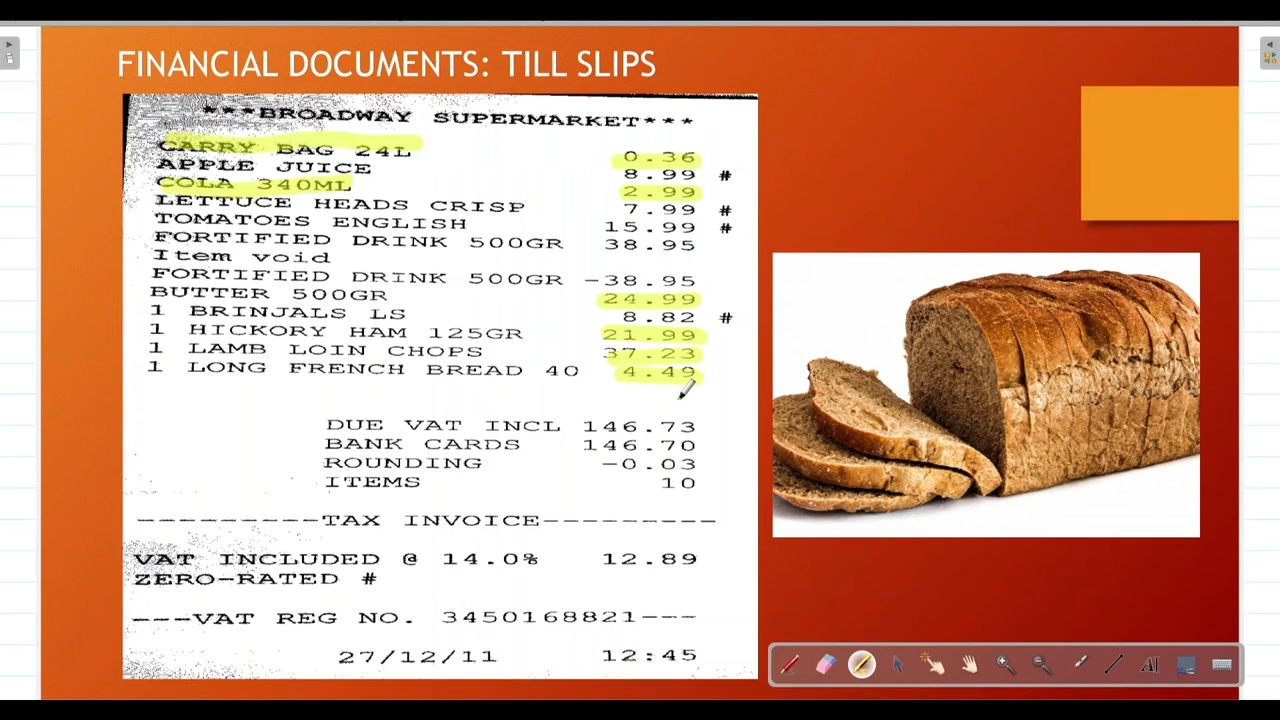 FINANCIAL DOCUMENTS: TILL SLIPS
***BROADWAY SUPERMARKET***
CARRY BAG 24L 0.36
APPLE JUICE 8.99 #
COLA 340ML 2.99
LETTUCE HEADS CRISP 7.99 #
TOMATOES ENGLISH 15.99 #
FORTIFIED DRINK 500GR 38.95
Item void
FORTIFIED DRINK 500GR -38.95
BUTTER 500GR 24.99
1 BRINJALS LS 8.82 #
1 HICKORY HAM 125GR 21.99
1 LAMB LOIN CHOPS 37.23
1 LONG FRENCH BREAD 40 4.49
DUE VAT INCL 146.73
BANK CARDS 146.70
ROUNDING -0.03
ITEMS 10
---------TAX INVOICE---------
VAT INCLUDED @ 14.0% 12.89
ZERO-RATED #
---VAT REG NO. 3450168821---
27/12/11 12:45